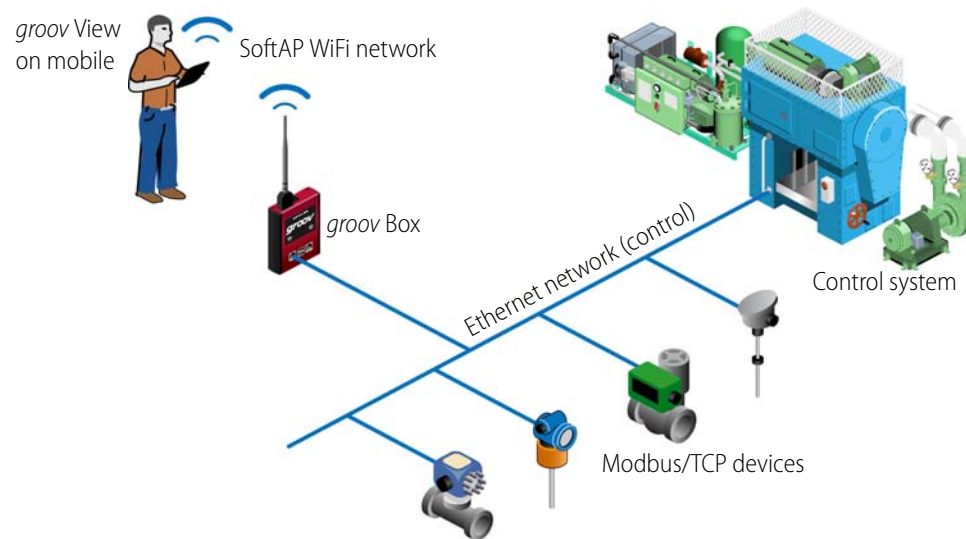 groov View
on mobile
SoftAP WiFi network
groov
groov Box
Ethernet network (control)
Control system
Modbus/TCP devices